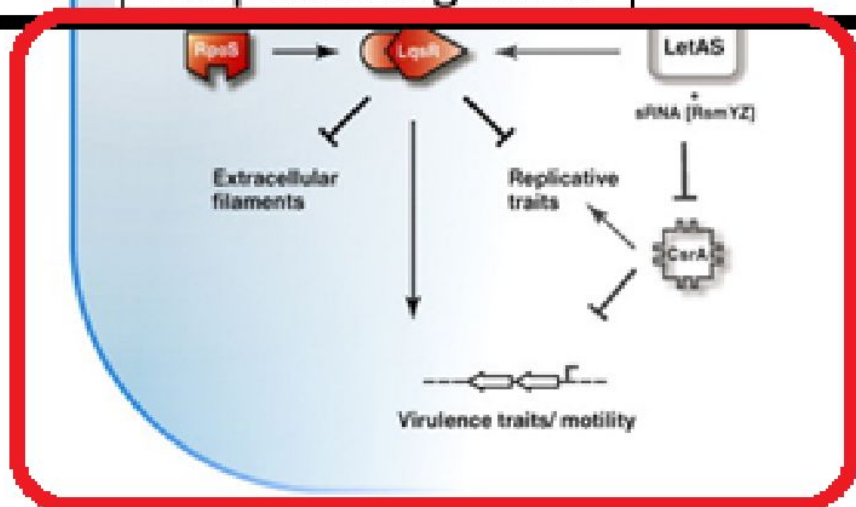 RpoS
LqsR
LetAS
+
sRNA [RsmYZ]
Extracellular
filaments
Replicative
traits
CsrA
Virulence traits/ motility